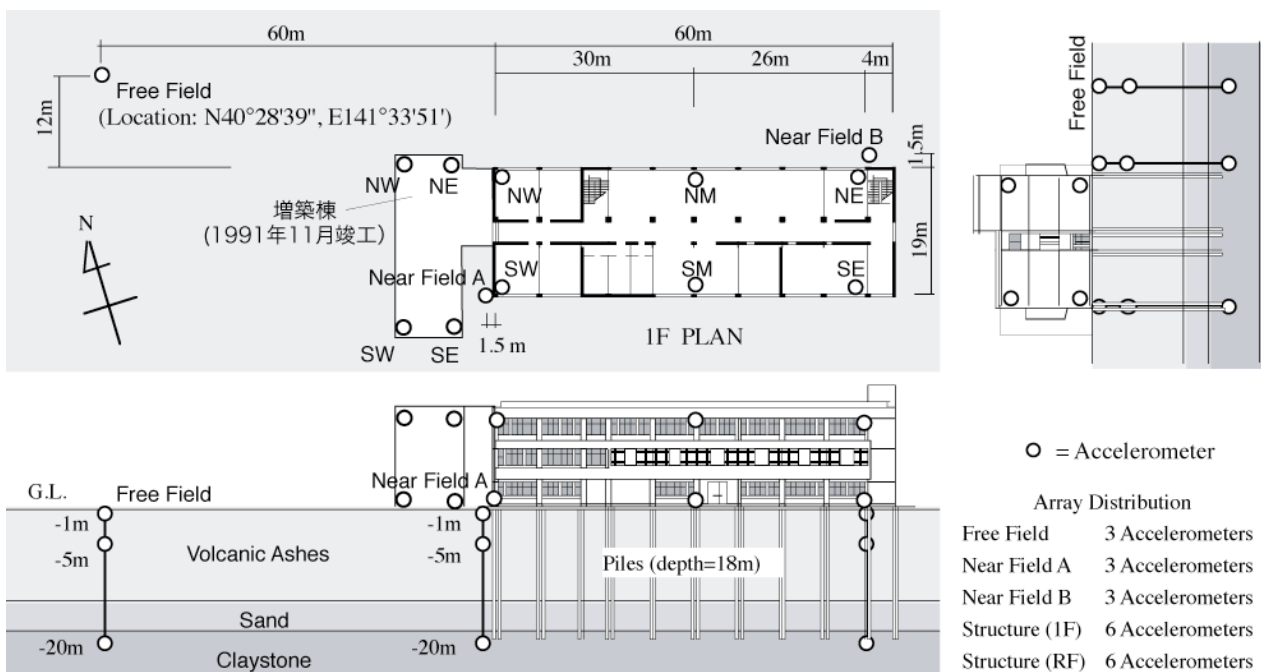 60m
60m
30m
26m
4m
12m
Free Field
(Location: N40°28'39", E141°33'51')
Near Field B
1.5m
NW
NE
増築棟
(1991年11月竣工)
NW
NM
NE
N
19m
Near Field A
SW
SM
SE
1.5 m
1F PLAN
SW
SE
Free Field
G.L.
Free Field
Near Field A
-1m
-1m
-5m
Volcanic Ashes
-5m
Piles (depth=18m)
Sand
-20m
-20m
Claystone
= Accelerometer
Array Distribution
Free Field 3 Accelerometers
Near Field A 3 Accelerometers
Near Field B 3 Accelerometers
Structure (1F) 6 Accelerometers
Structure (RF) 6 Accelerometers